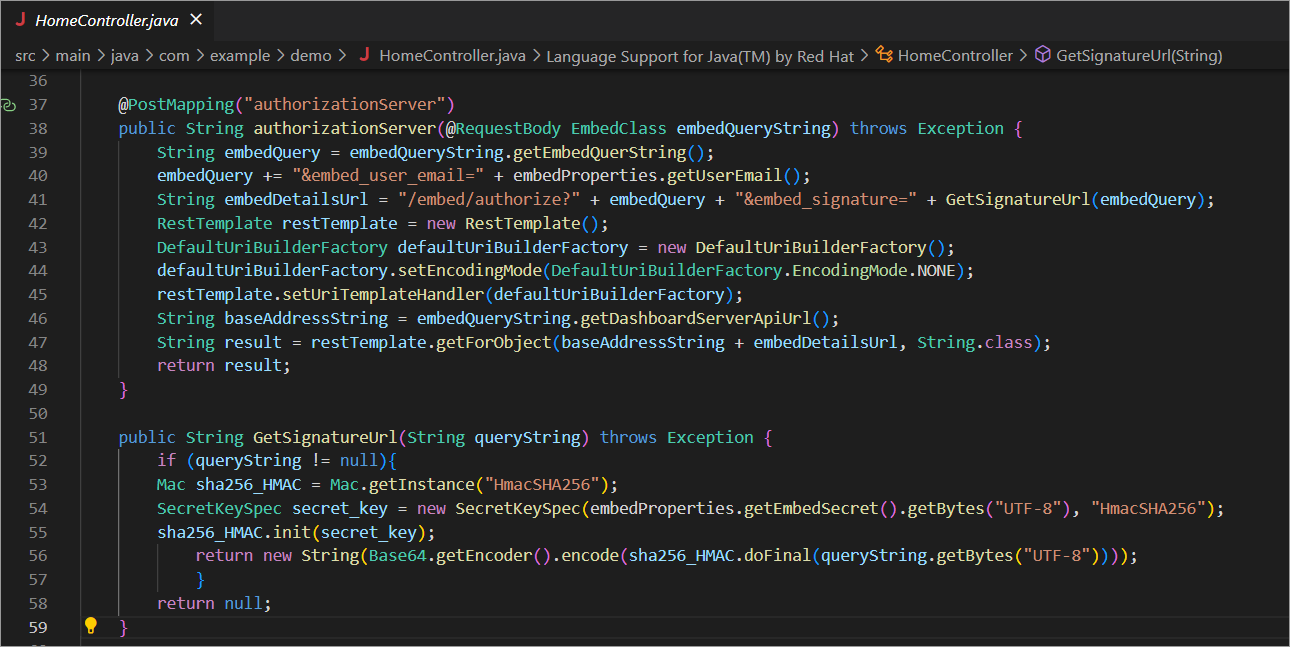 J HomeController.java ×
src > main > java > com > example > demo > J HomeController.java > Language Support for Java(TM) by Red Hat > HomeController > GetSignatureUrl(String)
36
37 @PostMapping("authorizationServer")
38 public String authorizationServer(@RequestBody EmbedClass embedQueryString) throws Exception {
39 String embedQuery = embedQueryString.getEmbedQuerString();
40 embedQuery += "&embed_user_email=" + embedProperties.getUserEmail();
41 String embedDetailsUrl = "/embed/authorize?" + embedQuery + "&embed_signature=" + GetSignatureUrl(embedQuery);
42 RestTemplate restTemplate = new RestTemplate();
43 DefaultUriBuilderFactory defaultUriBuilderFactory = new DefaultUriBuilderFactory();
44 defaultUriBuilderFactory.setEncodingMode(DefaultUriBuilderFactory.EncodingMode.NONE);
45 restTemplate.setUriTemplateHandler(defaultUriBuilderFactory);
46 String baseAddressString = embedQueryString.getDashboardServerApiUrl();
47 String result = restTemplate.getForObject(baseAddressString + embedDetailsUrl, String.class);
48 return result;
49 }
50
51 public String GetSignatureUrl(String queryString) throws Exception {
52 if (queryString != null){
53 Mac sha256_HMAC = Mac.getInstance("HmacSHA256");
54 SecretKeySpec secret_key = new SecretKeySpec(embedProperties.getEmbedSecret().getBytes("UTF-8"), "HmacSHA256");
55 sha256_HMAC.init(secret_key);
56 return new String(Base64.getEncoder().encode(sha256_HMAC.doFinal(queryString.getBytes("UTF-8"))));
57 }
58 return null;
59 }